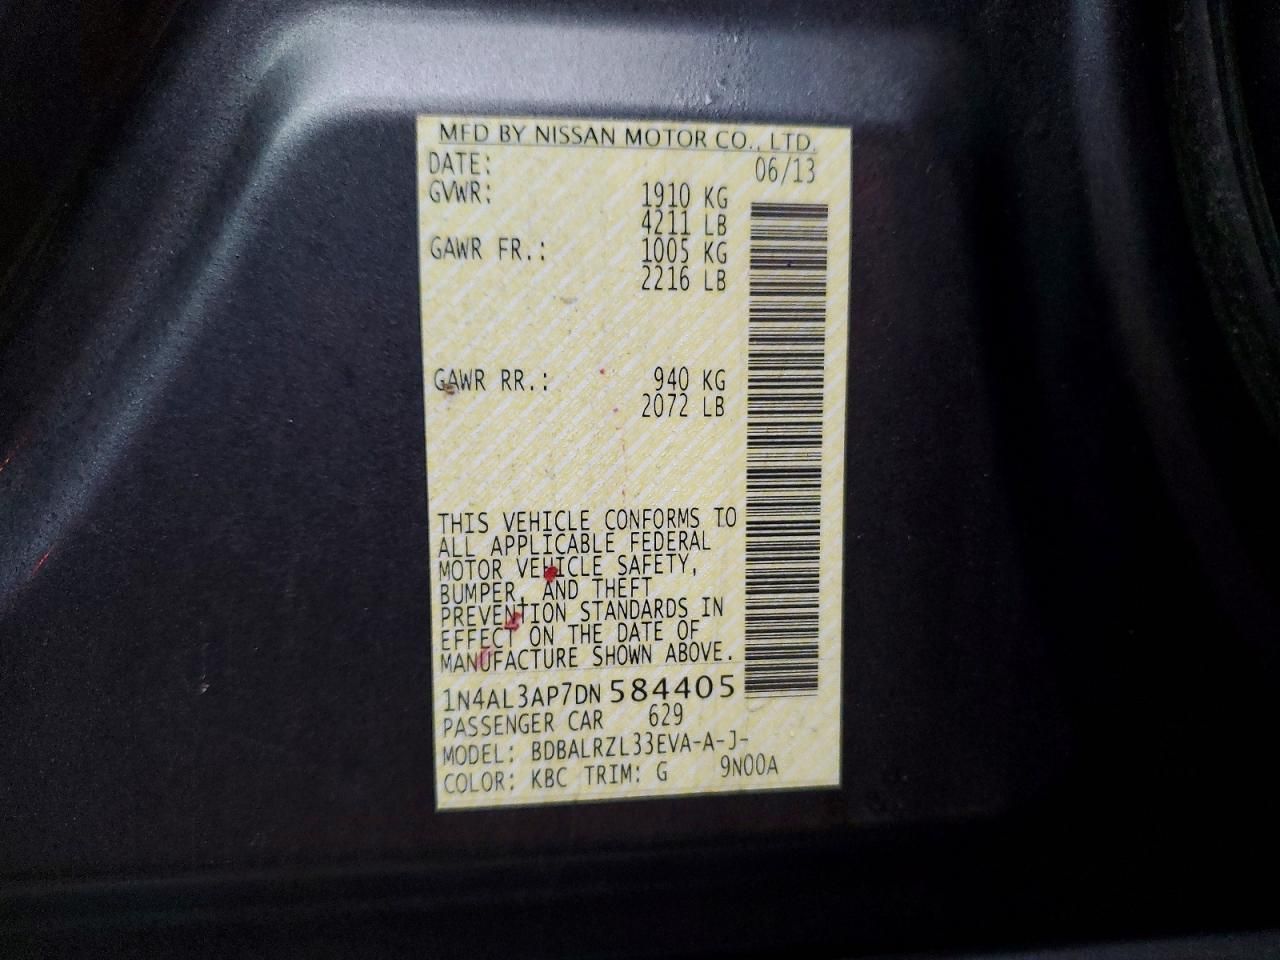 MFD BY NISSAN MOTOR CO., LTD.
DATE: 06/13
GVWR: 1910 KG
4211 LB
GAWR FR.: 1005 KG
2216 LB
GAWR RR.: 940 KG
2072 LB
THIS VEHICLE CONFORMS TO
ALL APPLICABLE FEDERAL
MOTOR VEHICLE SAFETY,
BUMPER, AND THEFT
PREVENTION STANDARDS IN
EFFECT ON THE DATE OF
MANUFACTURE SHOWN ABOVE.
1N4AL3AP7DN584405
PASSENGER CAR 629
MODEL: BDBALRZL33EVA-A-J-
COLOR: KBC TRIM: G 9N00A